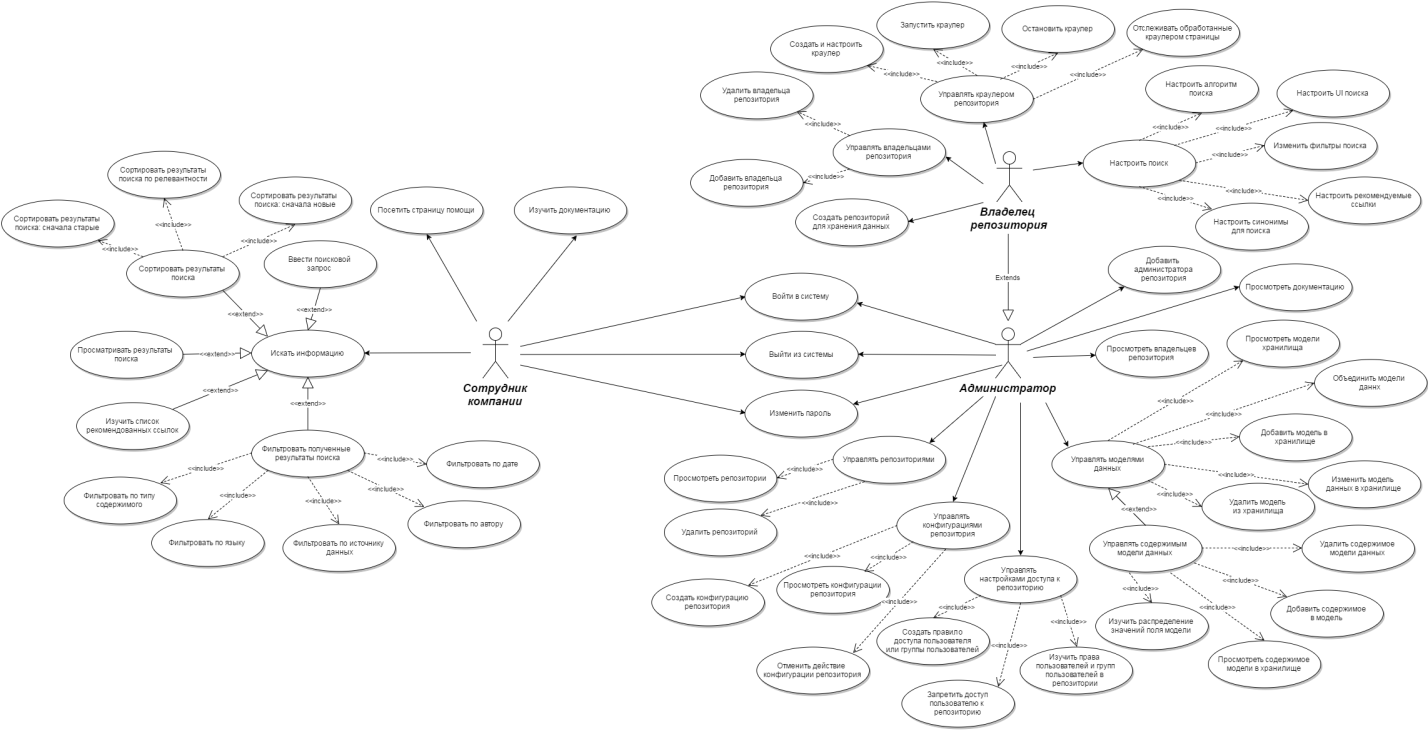 Запустить краулер
Остановить краулер
Отслеживать обработанные
краулером страницы
Создать и настроить
краулер
<<include>>
<<include>>
<<include>>
<<include>>
Удалить владельца
репозитория
Управлять краулером
репозитория
Настроить алгоритм
поиска
Настроить UI поиска
<<include>>
<<include>>
<<include>>
Управлять владельцами
репозитория
Изменить фильтры поиска
<<include>>
Настроить поиск
Добавить владельца
репозитория
<<include>>
<<include>>
Настроить рекомендуемые
ссылки
<<include>>
Настроить синонимы
для поиска
Создать репозиторий
для хранения данных
Владелец
репозитория
Сортировать результаты
поиска по релевантности
Сортировать результаты
поиска: сначала новые
Сортировать результаты
поиска: сначала старые
<<include>>
<<include>>
<<include>>
Посетить страницу помощи
Изучить документацию
Сортировать результаты
поиска
Ввести поисковой
запрос
<<extend>>
<<extend>>
Extends
Добавить
администратора
репозитория
Войти в систему
Просмотреть документацию
Просматривать результаты
поиска
<<extend>>
Искать информацию
Выйти из системы
Просмотреть владельцев
репозитория
Просмотреть модели
хранилища
Сотрудник
компании
Администратор
<<extend>>
<<extend>>
Изучить список
рекомендованных ссылок
Изменить пароль
Объединить модели
даннх
<<include>>
<<include>>
<<include>>
Добавить модель в
хранилище
Фильтровать полученные
результаты поиска
<<include>>
<<include>>
Фильтровать по дате
<<include>>
<<include>>
Фильтровать по типу
содержимого
Фильтровать по языку
<<include>>
Фильтровать по источнику
данных
Фильтровать по автору
Управлять репозиториями
Просмотреть репозитории
<<include>>
<<include>>
Удалить репозиторий
Управлять моделями
данных
<<include>>
Изменить модель
данных в хранилище
<<include>>
Удалить модель
из хранилища
<<extend>>
Управлять
конфигурациями
репозитория
<<include>>
<<include>>
Создать конфигурацию
репозитория
Просмотреть конфигурации
репозитория
<<include>>
Отменить действие
конфигурации репозитория
Управлять
настройками доступа к
репозиторию
<<include>>
<<include>>
<<include>>
Создать правило
доступа пользователя
или группы пользователей
Запретить доступ
пользователю к
репозиторию
Изучить права
пользователей и групп
пользователей в
репозитории
Управлять содержимым
модели данных
<<include>>
Удалить содержимое
модели данных
<<include>>
<<include>>
<<include>>
Добавить содержимое
в модель
Изучить распределение
значений поля модели
Просмотреть содержимое
модели в хранилище